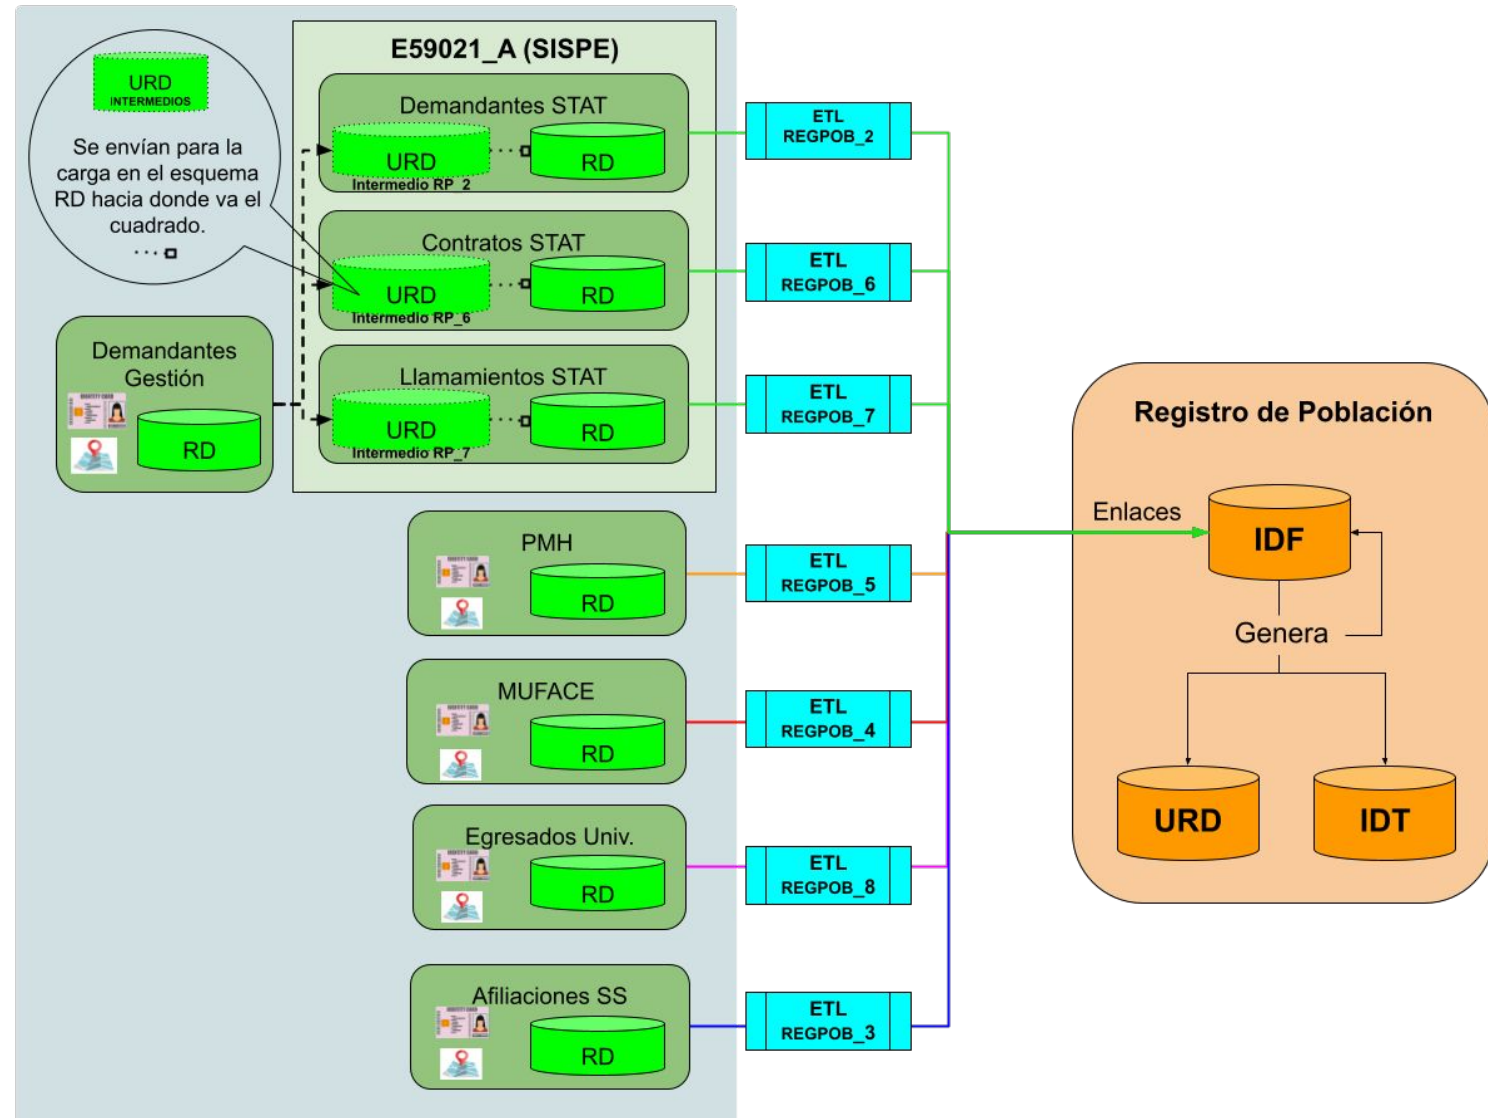 URD
INTERMEDIOS
Se envían para la
carga en el esquema
RD hacia donde va el
cuadrado.
E59021_A (SISPE)
Demandantes STAT
URD
Intermedio RP_2
RD
Contratos STAT
URD
Intermedio RP_6
RD
Llamamientos STAT
URD
Intermedio RP_7
RD
Demandantes
Gestión
RD
PMH
RD
MUFACE
RD
Egresados Univ.
RD
Afiliaciones SS
RD
ETL
REGPOB_2
ETL
REGPOB_6
ETL
REGPOB_7
ETL
REGPOB_5
ETL
REGPOB_4
ETL
REGPOB_8
ETL
REGPOB_3
Registro de Población
Enlaces
IDF
Genera
URD
IDT